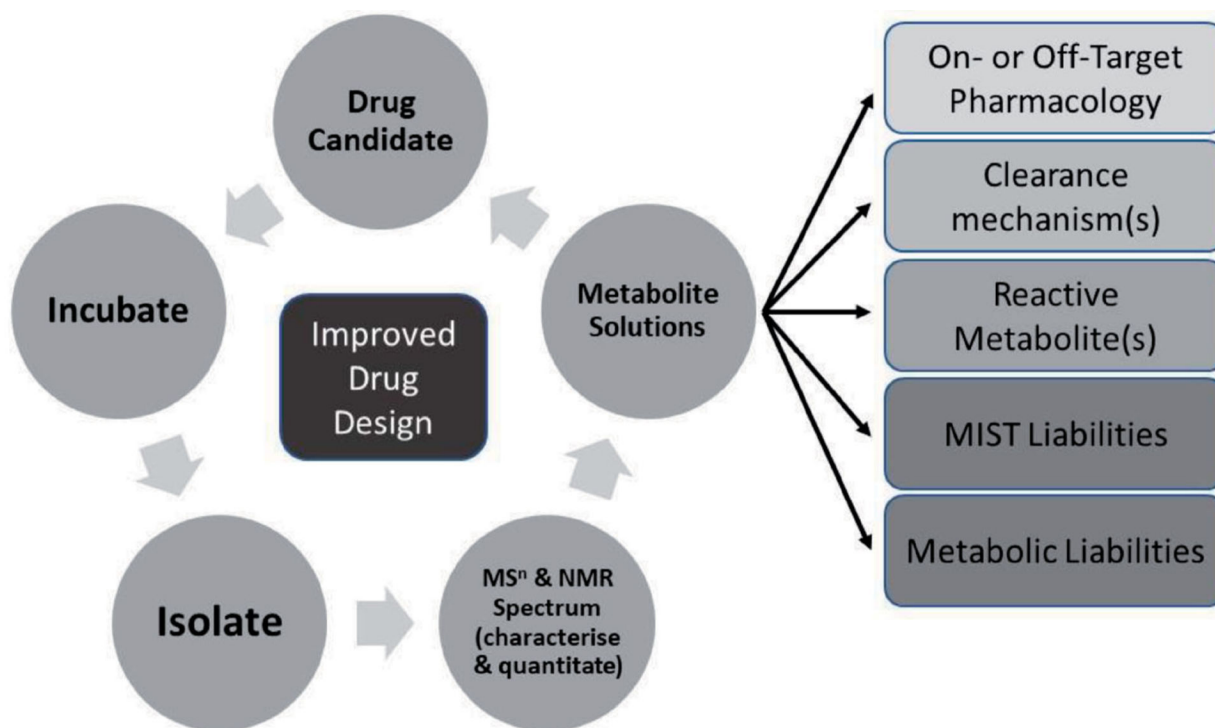 Drug
Candidate
Incubate
Isolate
MSⁿ & NMR
Spectrum
(characterise
& quantitate)
Metabolite
Solutions
Improved
Drug
Design
On- or Off-Target
Pharmacology
Clearance
mechanism(s)
Reactive
Metabolite(s)
MIST Liabilities
Metabolic Liabilities